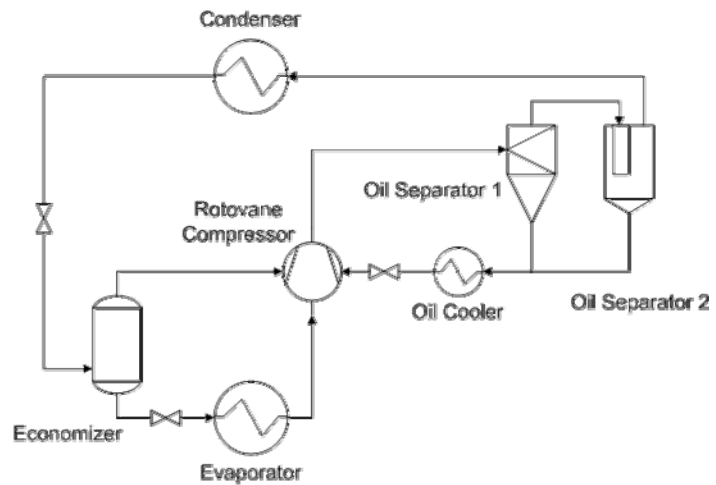 Condenser
Oil Separator 1
Rotovane
Compressor
Oil Cooler
Oil Separator 2
Economizer
Evaporator